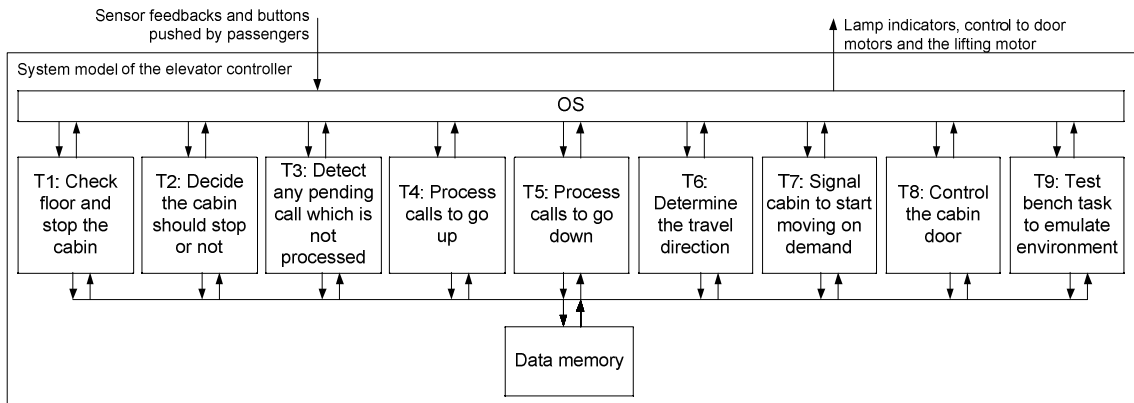 Sensor feedbacks and buttons
pushed by passengers
Lamp indicators, control to door
motors and the lifting motor
System model of the elevator controller
OS
T1: Check
floor and
stop the
cabin
T2: Decide
the cabin
should stop
or not
T3: Detect
any pending
call which is
not
processed
T4: Process
calls to go
up
T5: Process
calls to go
down
T6:
Determine
the travel
direction
T7: Signal
cabin to start
moving on
demand
T8: Control
the cabin
door
T9: Test
bench task
to emulate
environment
Data memory